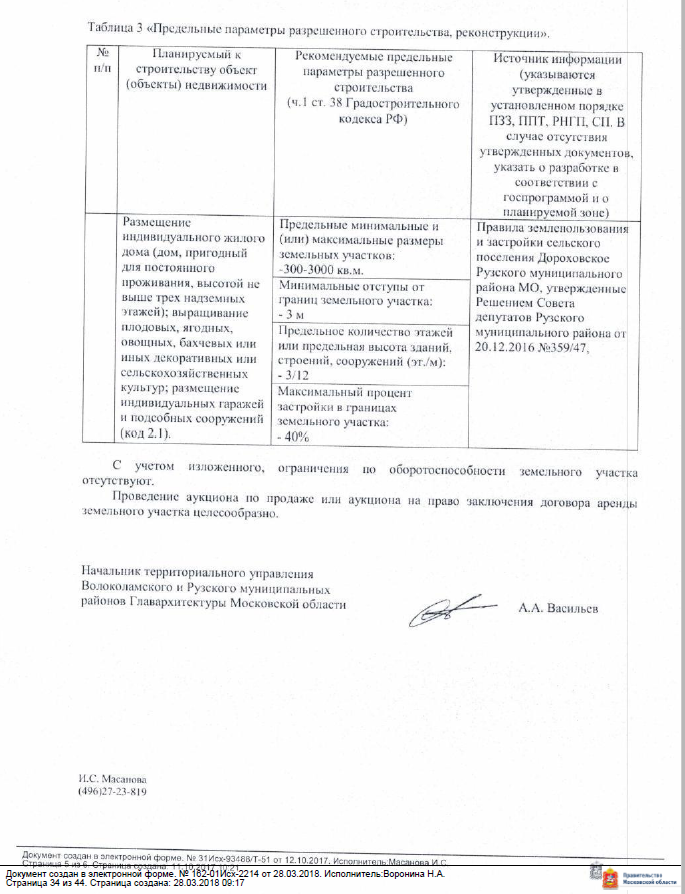 Таблица 3 «Предельные параметры разрешенного строительства, реконструкции».
№
п/п
Планируемый к
строительству объект
(объекты) недвижимости
Рекомендуемые предельные
параметры разрешенного
строительства
(ч.1 ст. 38 Градостроительного
кодекса РФ)
Источник информации
(указываются
утвержденные в
установленном порядке
ПЗЗ, ППТ, РНГП, СП. В
случае отсутствия
утвержденных документов,
указать о разработке в
соответствии с
госпрограммой и о
планируемой зоне)
Размещение
индивидуального жилого
дома (дом, пригодный
для постоянного
проживания, высотой не
выше трех надземных
этажей); выращивание
плодовых, ягодных,
овощных, бахчевых или
иных декоративных или
сельскохозяйственных
культур; размещение
индивидуальных гаражей
и подсобных сооружений
(код 2.1).
Предельные минимальные и
(или) максимальные размеры
земельных участков:
-300-3000 кв.м.
Минимальные отступы от
границ земельного участка:
- 3 м
Предельное количество этажей
или предельная высота зданий,
строений, сооружений (эт./м):
- 3/12
Максимальный процент
застройки в границах
земельного участка:
- 40%
Правила землепользования
и застройки сельского
поселения Дороховское
Рузского муниципального
района МО, утвержденные
Решением Совета
депутатов Рузского
муниципального района от
20.12.2016 №359/47,
С учетом изложенного, ограничения по оборотоспособности земельного участка
отсутствуют.
Проведение аукциона по продаже или аукциона на право заключения договора аренды
земельного участка целесообразно.
Начальник территориального управления
Волоколамского и Рузского муниципальных
районов Главархитектуры Московской области
А.А. Васильев
И.С. Масанова
(496)27-23-819
Документ создан в электронной форме. № 31Исх-93488/Т-51 от 12.10.2017. Исполнитель:Масанова И.С.
Страница 5 из 6. Страница создана: 11.10.2017 10:21
Документ создан в электронной форме. № 162-01Исх-2214 от 28.03.2018. Исполнитель:Воронина Н.А.
Страница 34 из 44. Страница создана: 28.03.2018 09:17
Правительство
Московской области